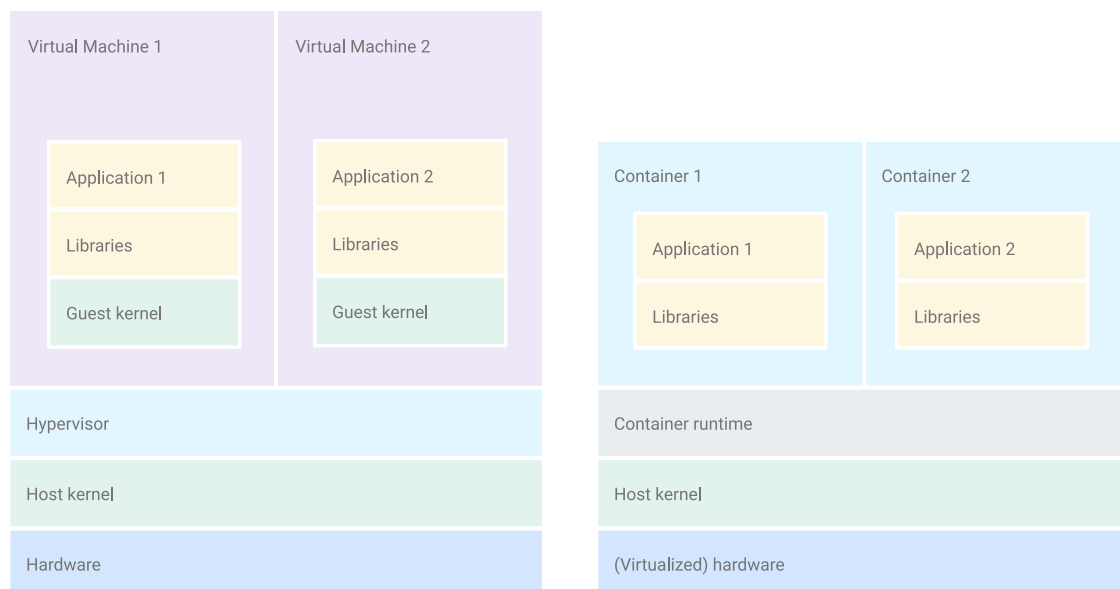 Virtual Machine 1
Application 1
Libraries
Guest kernel
Virtual Machine 2
Application 2
Libraries
Guest kernel
Hypervisor
Host kernel
Hardware
Container 1
Application 1
Libraries
Container 2
Application 2
Libraries
Container runtime
Host kernel
(Virtualized) hardware